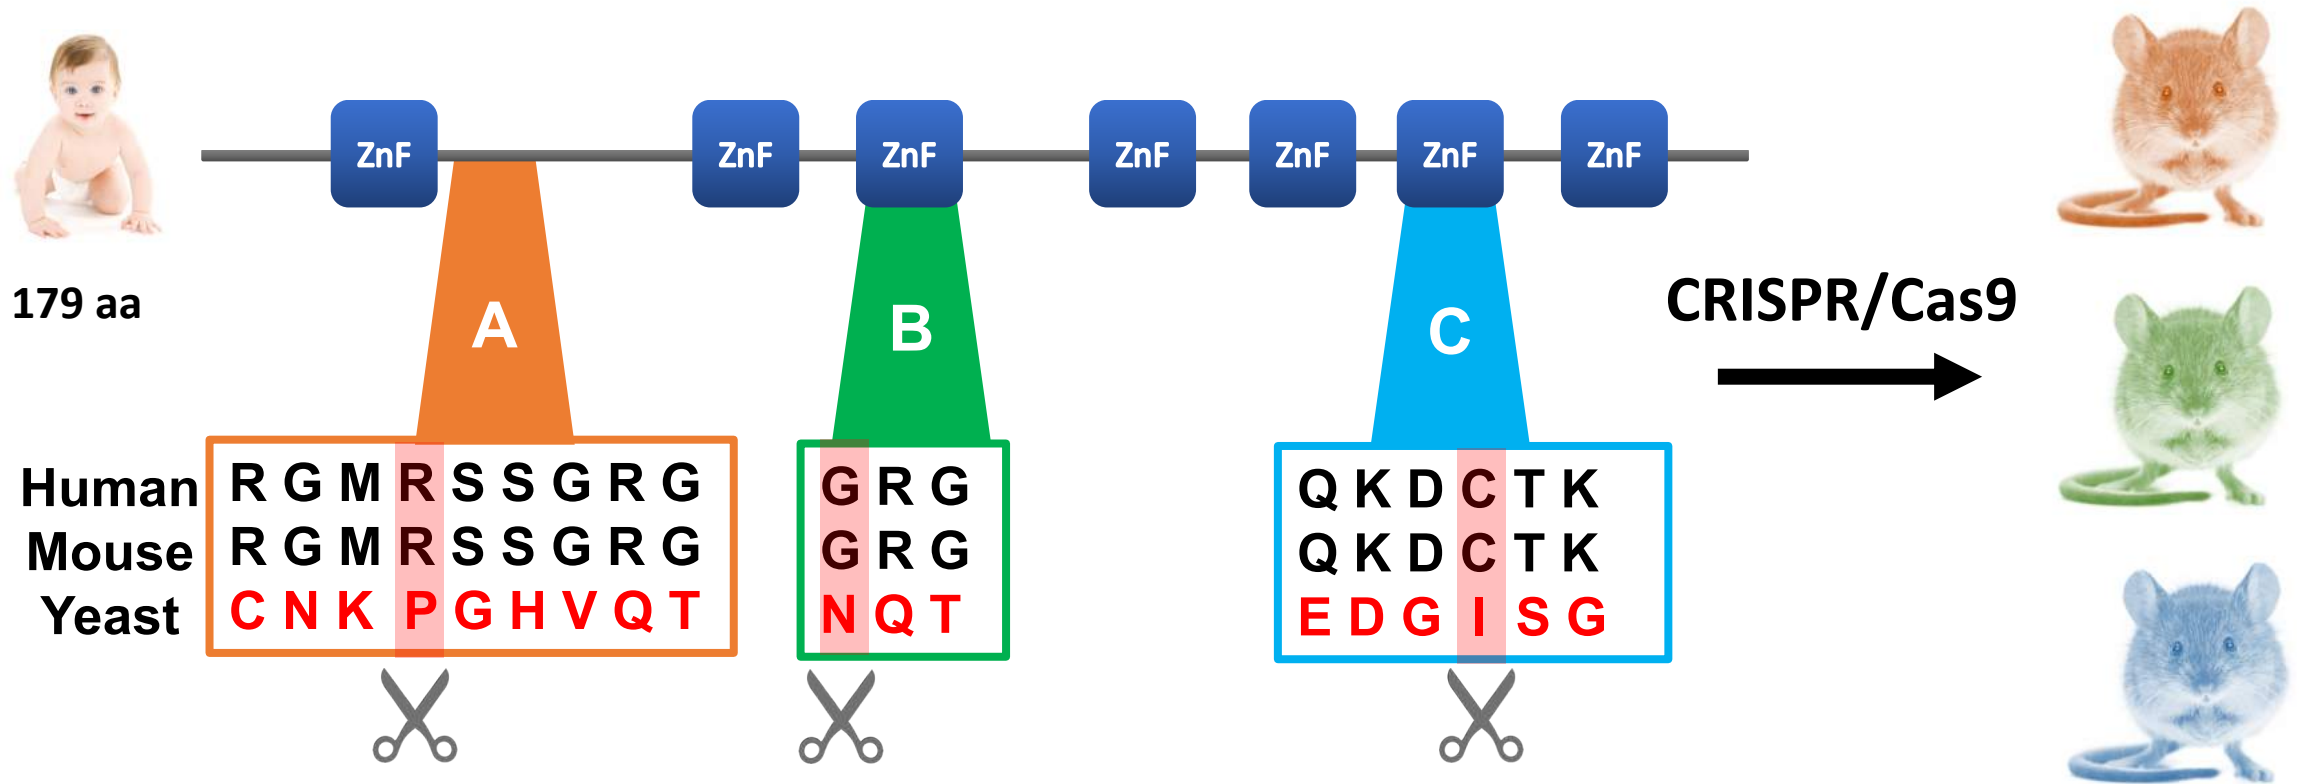 ZnF ZnF ZnF ZnF ZnF ZnF ZnF
179 aa
A B C
CRISPR/Cas9
Human R G M R S S G R G G R G Q K D C T K
Mouse R G M R S S G R G G R G Q K D C T K
Yeast C N K P G H V Q T N Q T E D G I S G